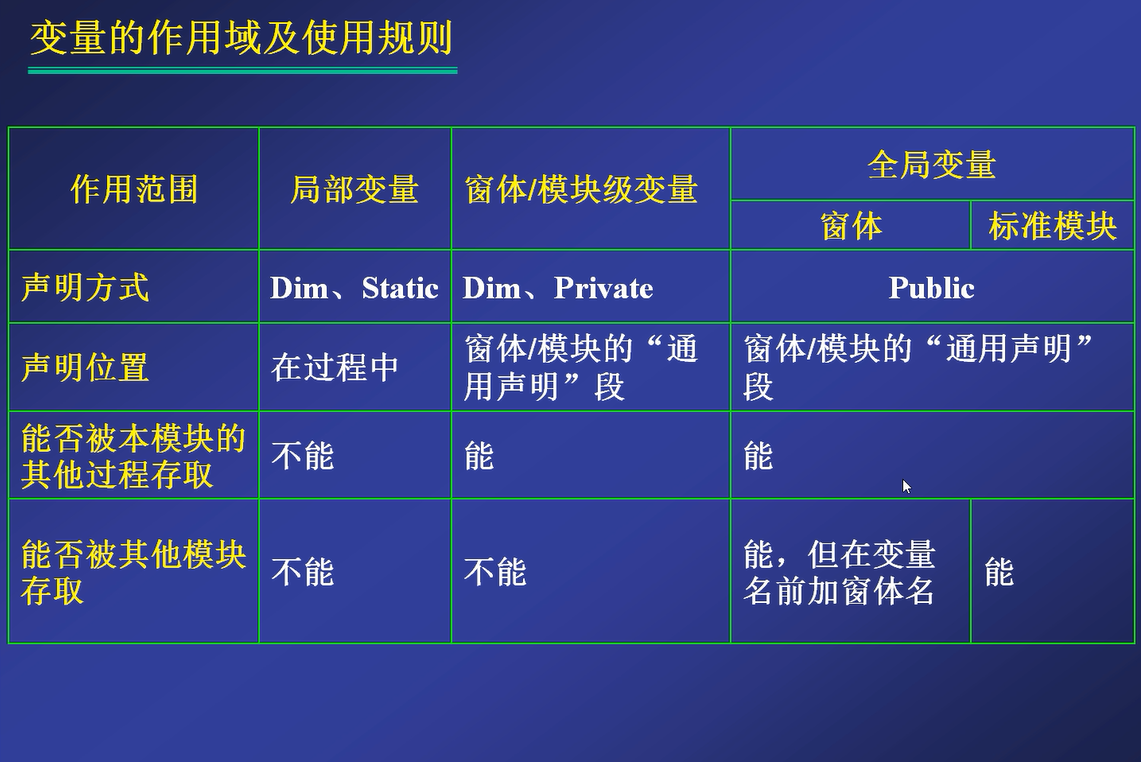 变量的作用域及使用规则
作用范围
局部变量
窗体/模块级变量
全局变量
窗体
标准模块
声明方式
Dim、Static
Dim、Private
Public
声明位置
在过程中
窗体/模块的“通
用声明”段
窗体/模块的“通用声明”
段
能否被本模块的
其他过程存取
不能
能
能
能否被其他模块
存取
不能
不能
能，但在变量
名前加窗体名
能